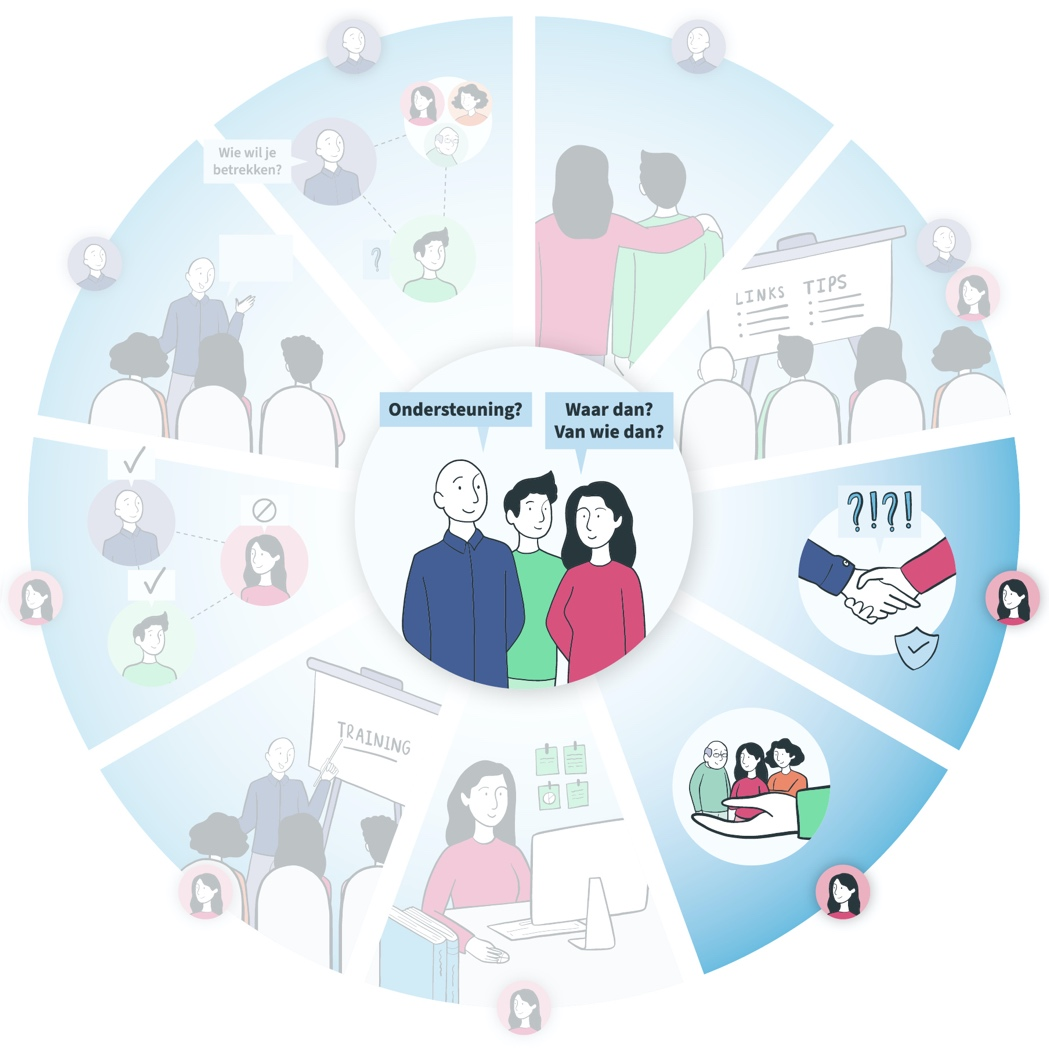 Wie wil je
betrekken?
?
LINKS TIPS
Ondersteuning?
Waar dan?
Van wie dan?
?!?!
TRAINING